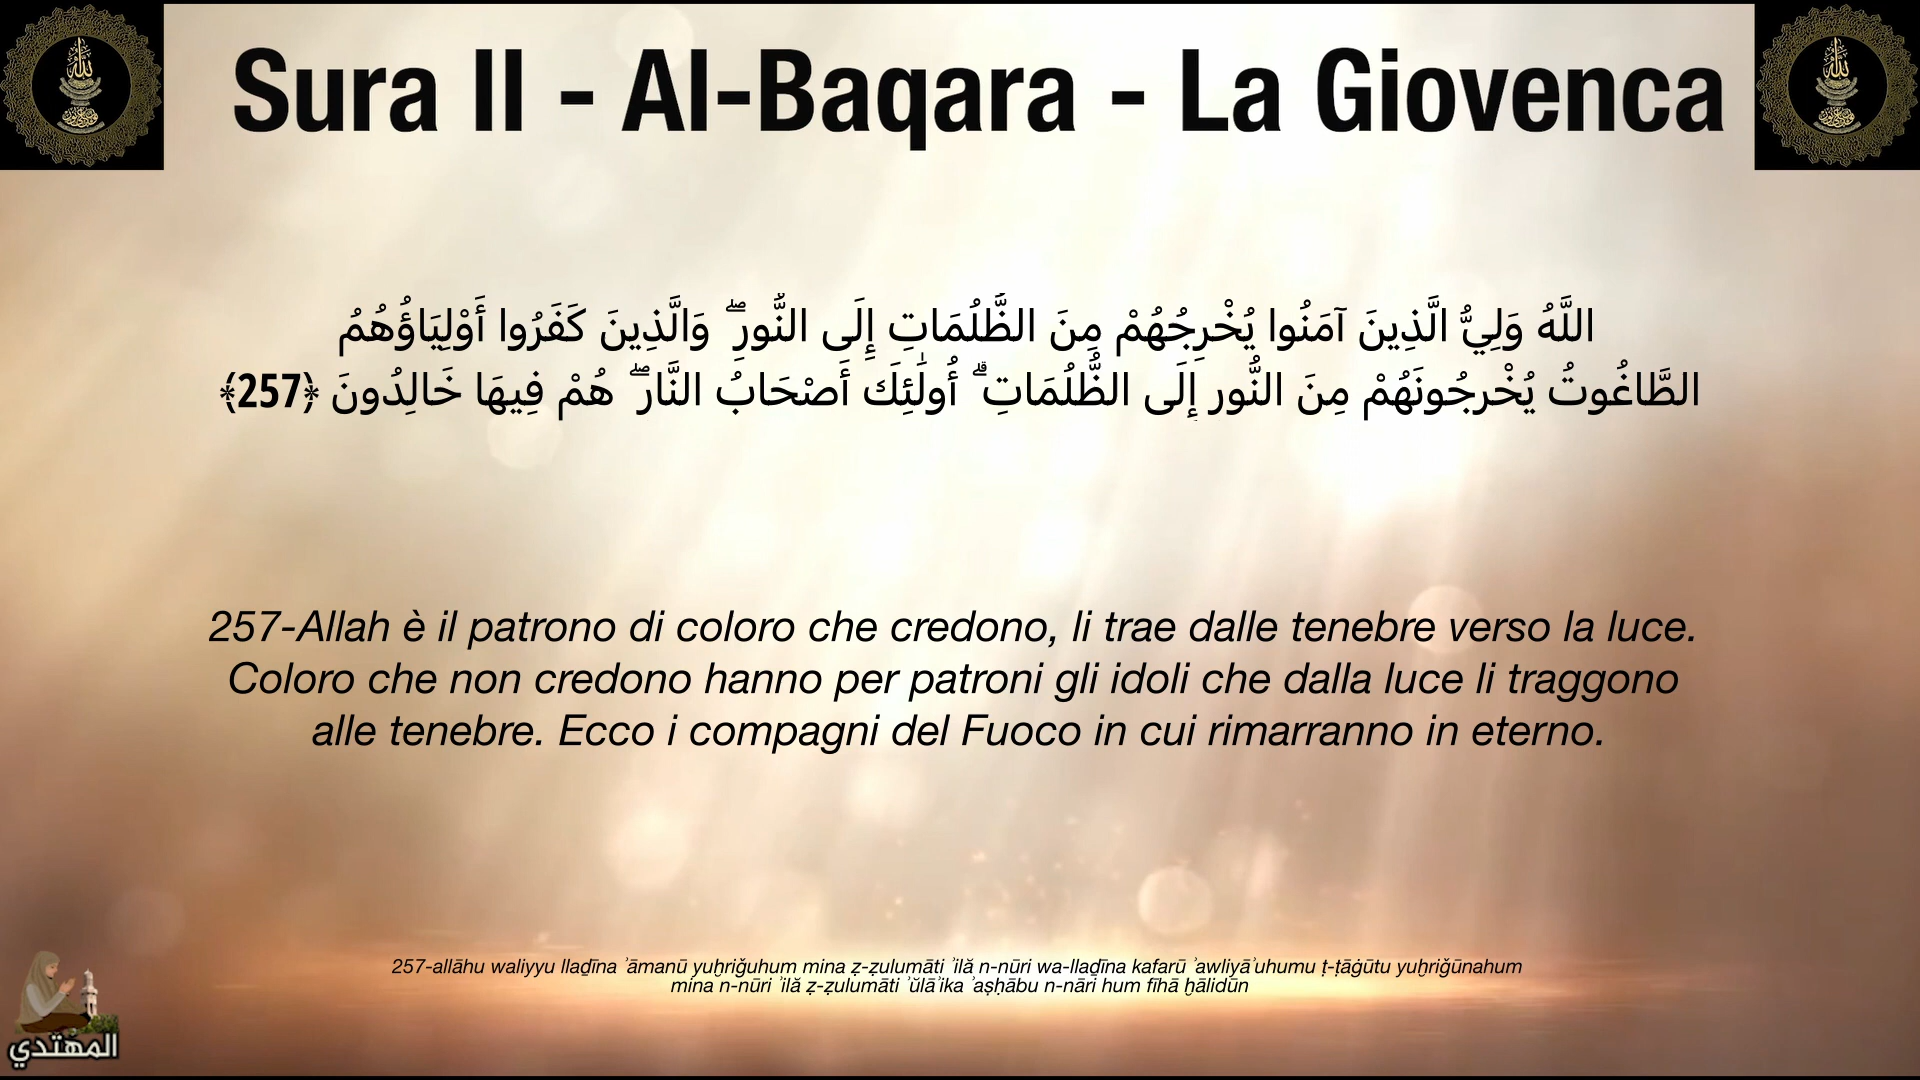 Sura II - Al-Baqara - La Giovenca
اللَّهُ وَلِيُّ الَّذِينَ آمَنُوا يُخْرِجُهُمْ مِنَ الظُّلُمَاتِ إِلَى النُّورِ ۖ وَالَّذِينَ كَفَرُوا أَوْلِيَاؤُهُمُ
الطَّاغُوتُ يُخْرِجُونَهُمْ مِنَ النُّورِ إِلَى الظُّلُمَاتِ ۗ أُولَٰئِكَ أَصْحَابُ النَّارِ ۖ هُمْ فِيهَا خَالِدُونَ ﴿257﴾
257-Allah è il patrono di coloro che credono, li trae dalle tenebre verso la luce.
Coloro che non credono hanno per patroni gli idoli che dalla luce li traggono
alle tenebre. Ecco i compagni del Fuoco in cui rimarranno in eterno.
257-allāhu waliyyu llaḏīna ʾāmanū yuḫriǧuhum mina ẓ-ẓulumāti ʾilă n-nūri wa-llaḏīna kafarū ʾawliyāʾuhumu ṭ-ṭāġūtu yuḫriǧūnahum
mina n-nūri ʾilă ẓ-ẓulumāti ʾŭlāʾika ʾaṣḥābu n-nāri hum fīhā ḫālidūn
المهتدي